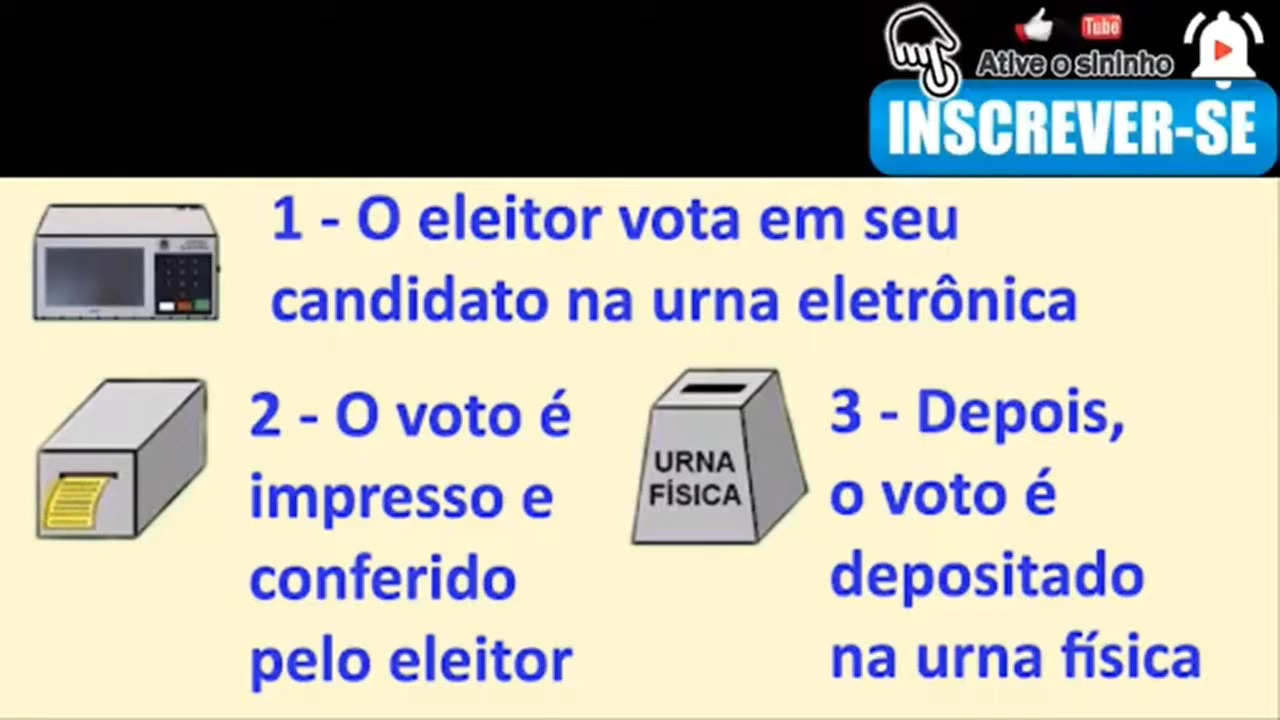 Tube
Ative o sininho
INSCREVER-SE
1 - O eleitor vota em seu
candidato na urna eletrônica
2 - O voto é
impresso e
conferido
pelo eleitor
URNA
FÍSICA
3 - Depois,
o voto é
depositado
na urna física